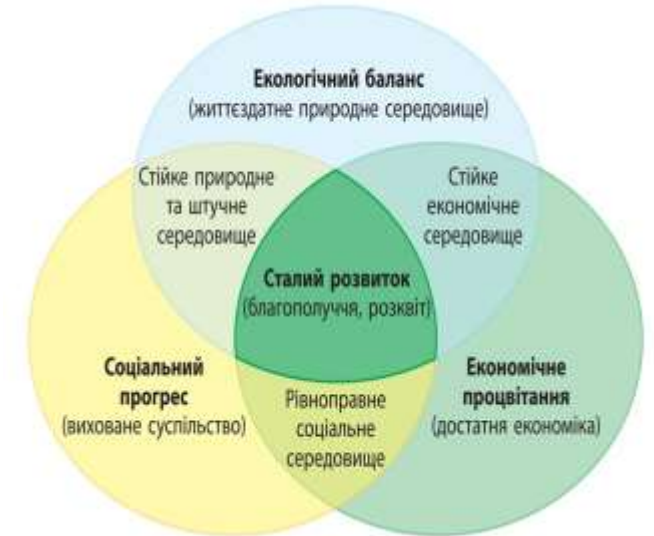 Екологічний баланс
(життєздатне природне середовище)
Стійке природне
та штучне
середовище
Стійке
економічне
середовище
Сталий розвиток
(благополуччя, розквіт)
Соціальний
прогрес
(виховане суспільство)
Рівноправне
соціальне
середовище
Економічне
процвітання
(достатня економіка)